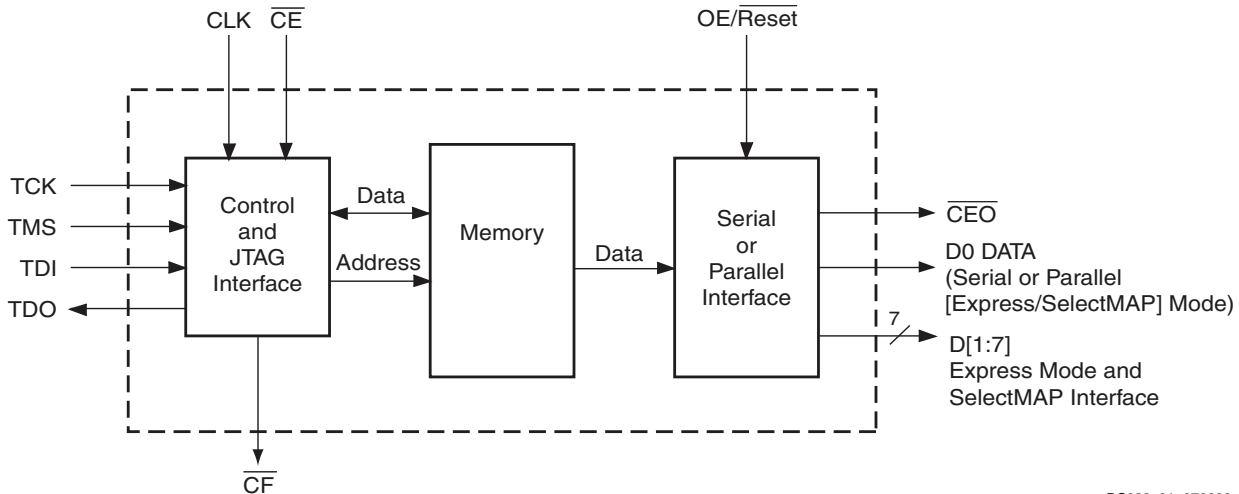 CLK CE
OE/Reset
TCK
TMS
TDI
TDO
Control
and
JTAG
Interface
Data
Address
Memory
Data
Serial
or
Parallel
Interface
CEO
D0 DATA
(Serial or Parallel
[Express/SelectMAP] Mode)
7
D[1:7]
Express Mode and
SelectMAP Interface
CF